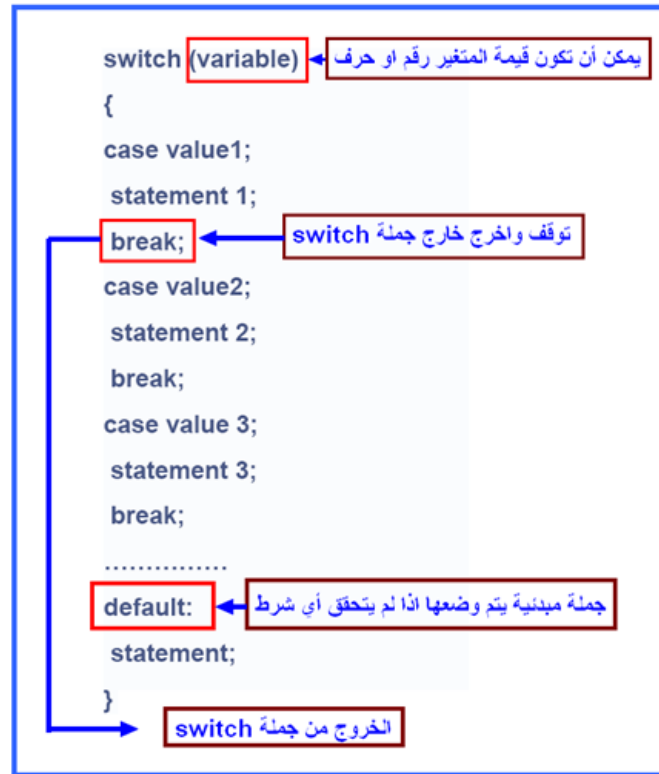 switch (variable)
يمكن أن تكون قيمة المتغير رقم او حرف
{
case value1;
statement 1;
break;
توقف واخرج خارج جملة switch
case value2;
statement 2;
break;
case value 3;
statement 3;
break;
...............
default:
جملة مبدئية يتم وضعها اذا لم يتحقق أي شرط
statement;
}
الخروج من جملة switch